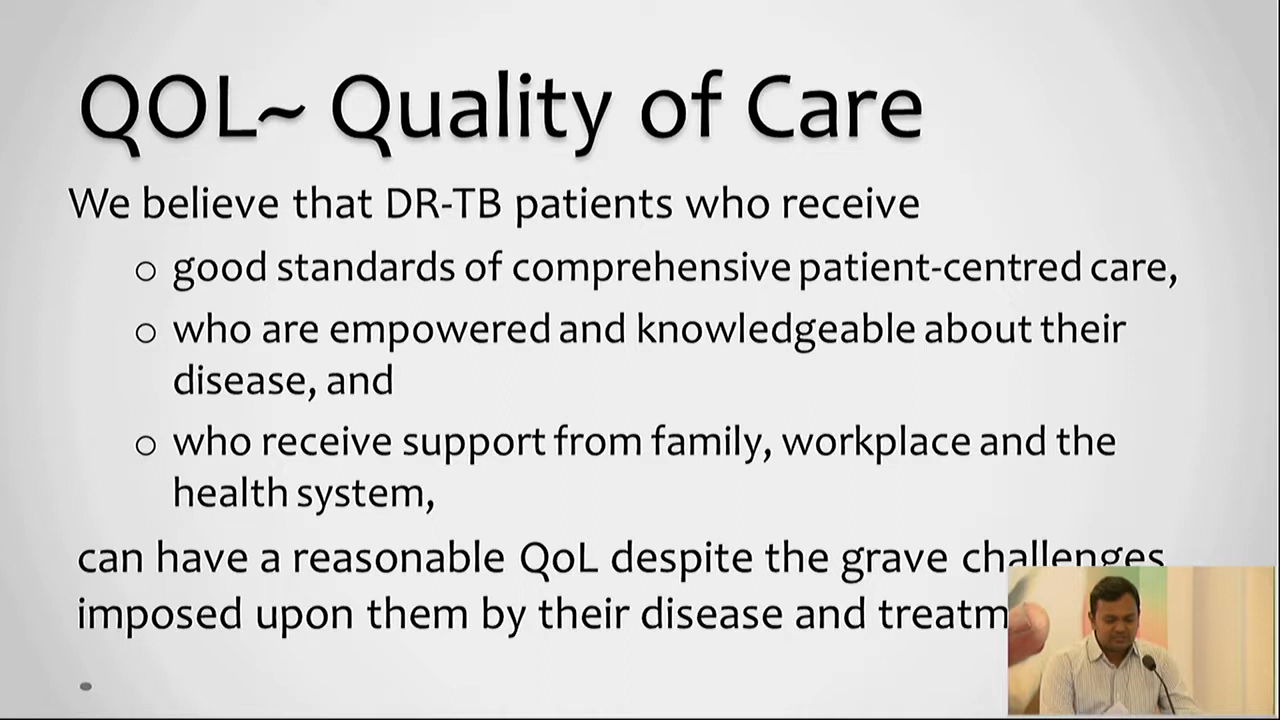 QOL~ Quality of Care
We believe that DR-TB patients who receive
o good standards of comprehensive patient-centred care,
o who are empowered and knowledgeable about their
disease, and
o who receive support from family, workplace and the
health system,
can have a reasonable QoL despite the grave challenges
imposed upon them by their disease and